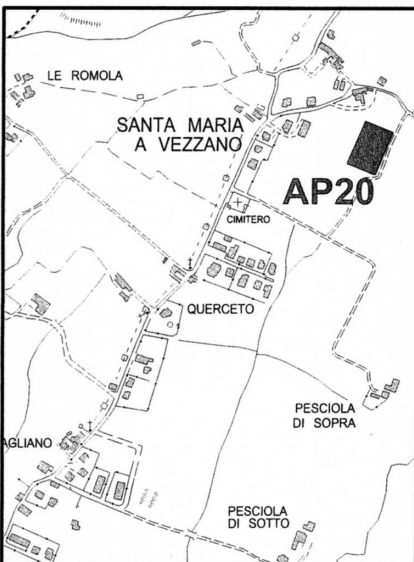 LE ROMOLA
SANTA MARIA
A VEZZANO
AP20
CIMITERO
QUERCETO
PESCIOLA
DI SOPRA
AGLIANO
PESCIOLA
DI SOTTO